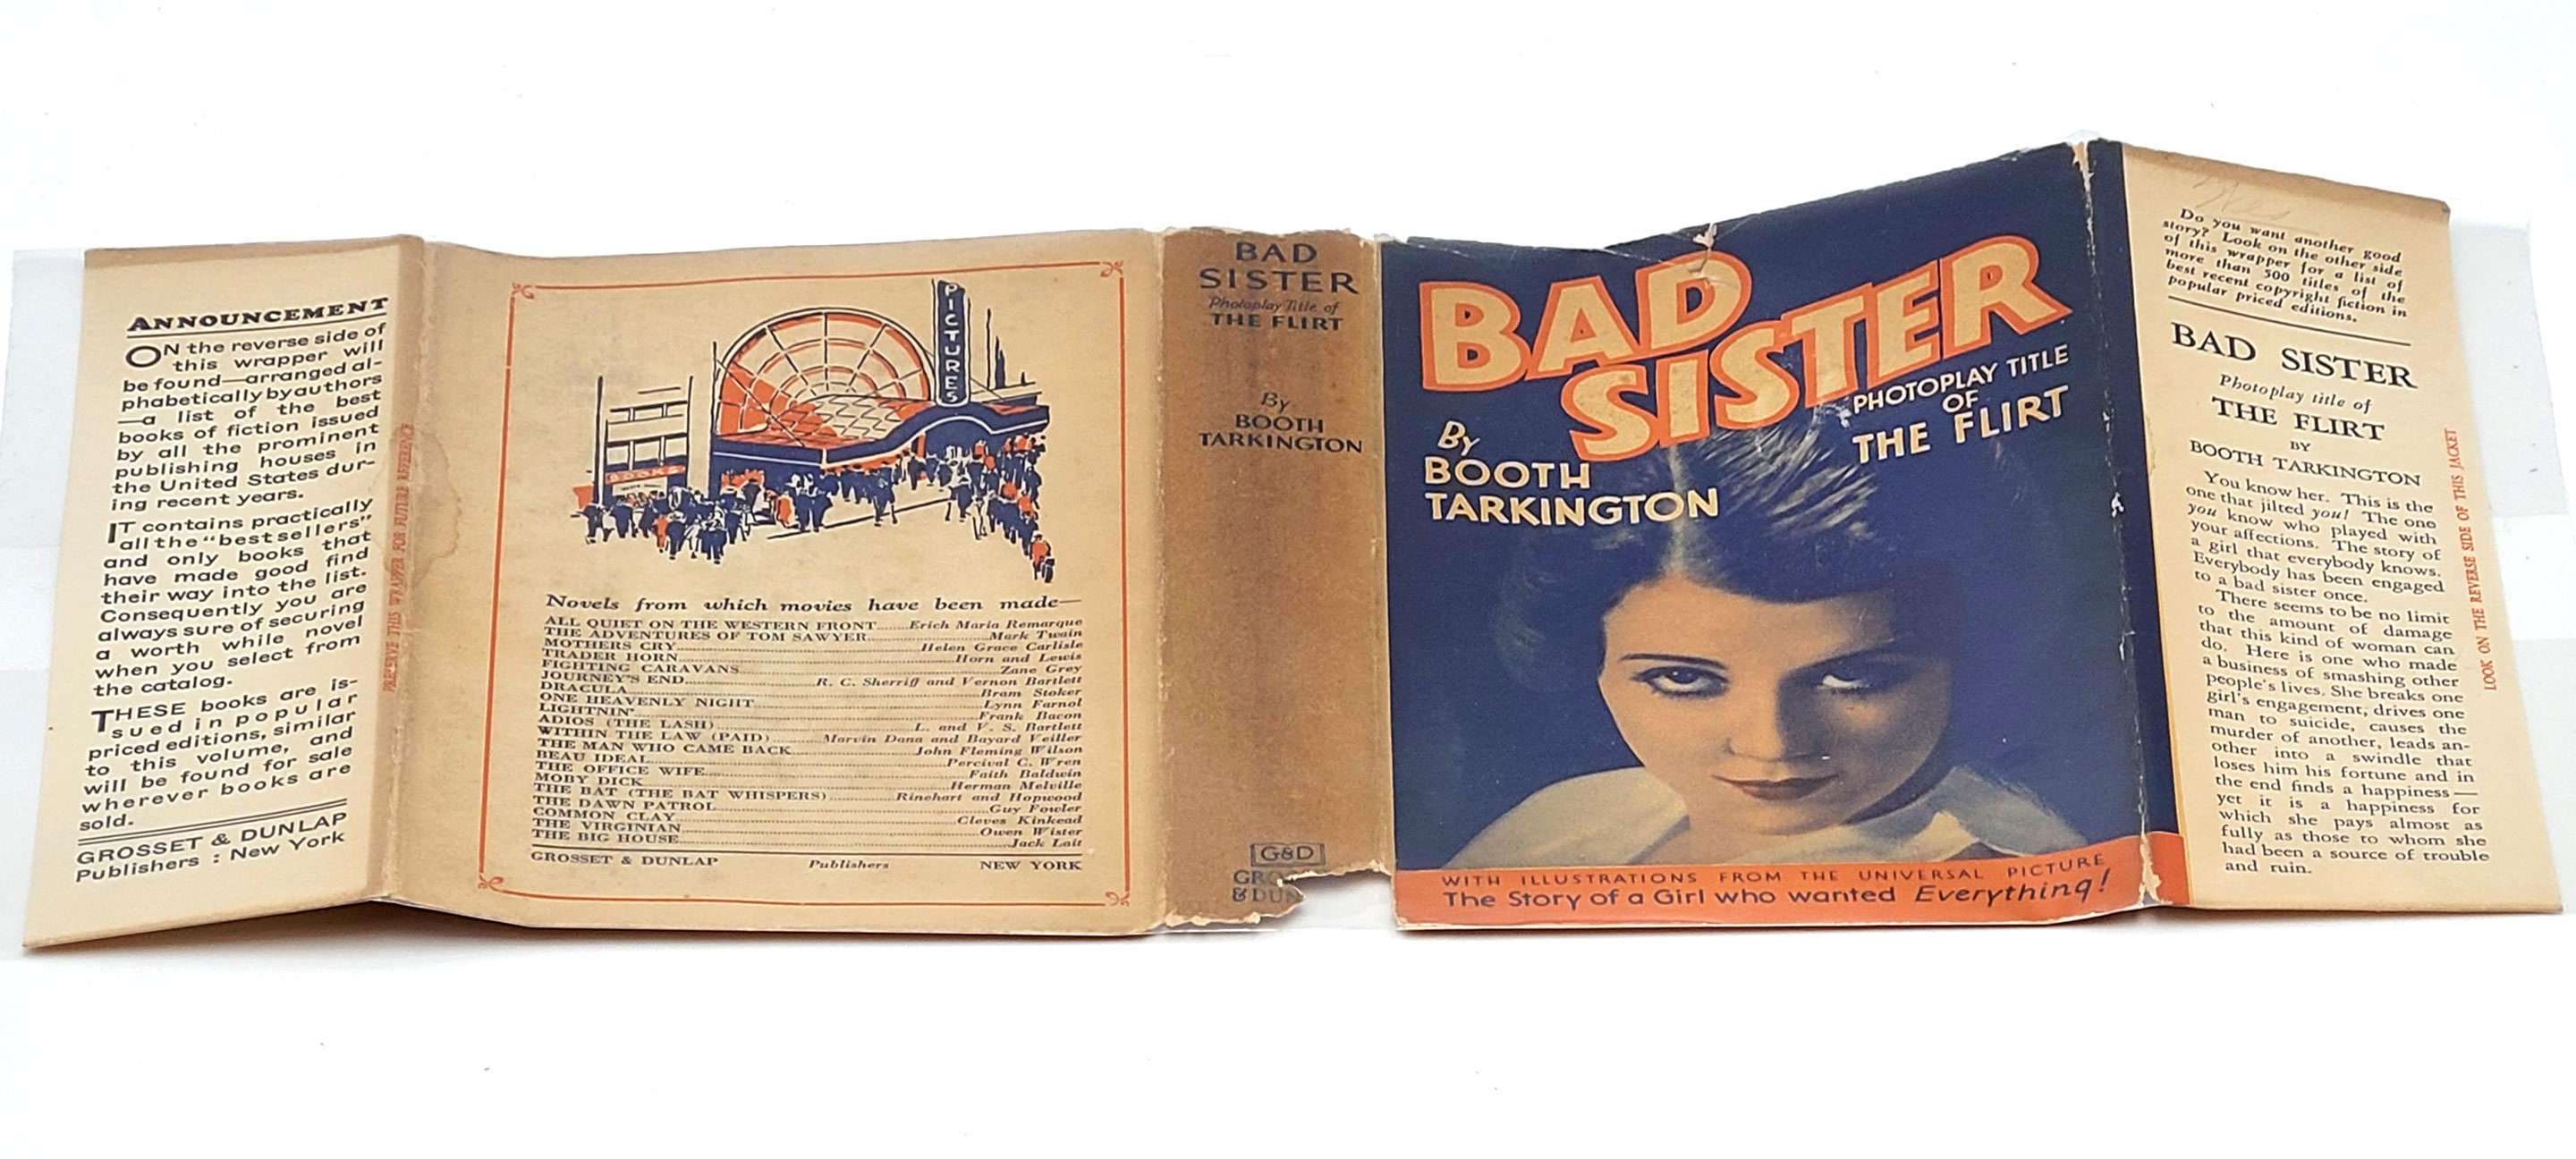 ANNOUNCEMENT
ON the reverse side of
this wrapper will
be found—arranged al-
phabetically by authors
—a list of the best
books of fiction issued
by all the prominent
publishing houses in
the United States dur-
ing recent years.
IT contains practically
all the "best sellers"
and only books that
have made good find
their way into the list.
Consequently you are
always sure of securing
a worth while novel
when you select from
the catalog.
THESE books are is-
sued in popular
priced editions, similar
to this volume, and
will be found for sale
wherever books are
sold.
GROSSET & DUNLAP
Publishers : New York
PRESERVE THIS WRAPPER FOR FUTURE REFERENCE
PICTURES
BOOKS
Novels from which movies have been made—
ALL QUIET ON THE WESTERN FRONT......Erich Maria Remarque
THE ADVENTURES OF TOM SAWYER......Mark Twain
MOTHERS CRY......Helen Grace Carlisle
TRADER HORN......Horn and Lewis
FIGHTING CARAVANS......Zane Grey
JOURNEY'S END......R. C. Sherriff and Vernon Bartlett
DRACULA......Bram Stoker
ONE HEAVENLY NIGHT......Lynn Farnol
LIGHTNIN'......Frank Bacon
ADIOS (THE LASH)......L. and V. S. Bartlett
WITHIN THE LAW (PAID)......Marvin Dana and Bayard Veiller
THE MAN WHO CAME BACK......John Fleming Wilson
BEAU IDEAL......Percival C. Wren
THE OFFICE WIFE......Faith Baldwin
MOBY DICK......Herman Melville
THE BAT (THE BAT WHISPERS)......Rinehart and Hopwood
THE DAWN PATROL......Guy Fowler
COMMON CLAY......Cleves Kinkead
THE VIRGINIAN......Owen Wister
THE BIG HOUSE......Jack Lait
GROSSET & DUNLAP Publishers NEW YORK
BAD
SISTER
Photoplay Title of
THE FLIRT
By
BOOTH
TARKINGTON
G&D
GRO
& DUN
BAD
SISTER
PHOTOPLAY TITLE
OF
THE FLIRT
By
BOOTH
TARKINGTON
WITH ILLUSTRATIONS FROM THE UNIVERSAL PICTURE
The Story of a Girl who wanted Everything!
Do you want another good
story? Look on the other side
of this wrapper for a list of
more than 500 titles of the
best recent copyright fiction in
popular priced editions.
BAD SISTER
Photoplay title of
THE FLIRT
BY
BOOTH TARKINGTON
You know her. This is the
one that jilted you! The one
you know who played with
your affections. The story of
a girl that everybody knows.
Everybody has been engaged
to a bad sister once.
There seems to be no limit
to the amount of damage
that this kind of woman can
do. Here is one who made
a business of smashing other
people's lives. She breaks one
girl's engagement, drives one
man to suicide, causes the
murder of another, leads an-
other into a swindle that
loses him his fortune and in
the end finds a happiness—
yet it is a happiness for
which she pays almost as
fully as those to whom she
had been a source of trouble
and ruin.
LOOK ON THE REVERSE SIDE OF THIS JACKET